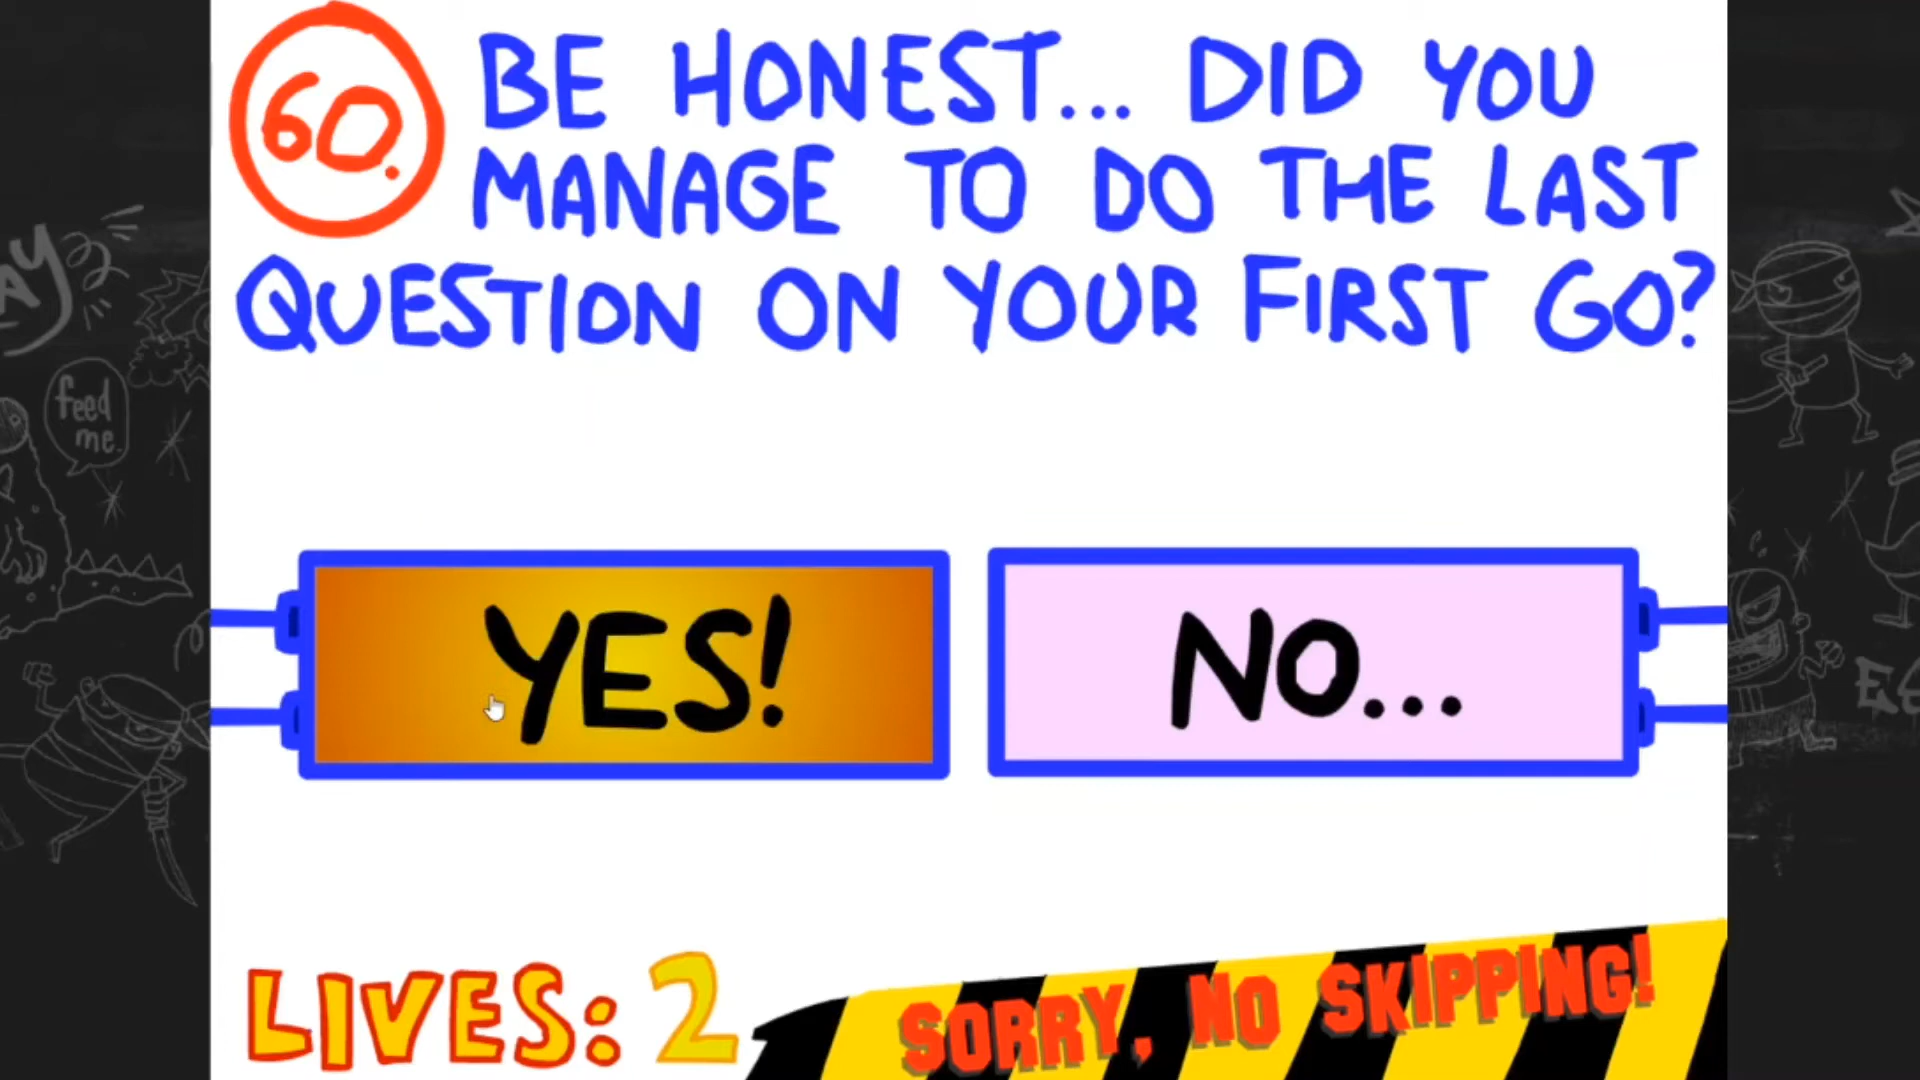 60. BE HONEST... DID YOU
MANAGE TO DO THE LAST
QUESTION ON YOUR FIRST GO?
feed
me.
YES!
NO...
LIVES: 2
SORRY, NO SKIPPING!